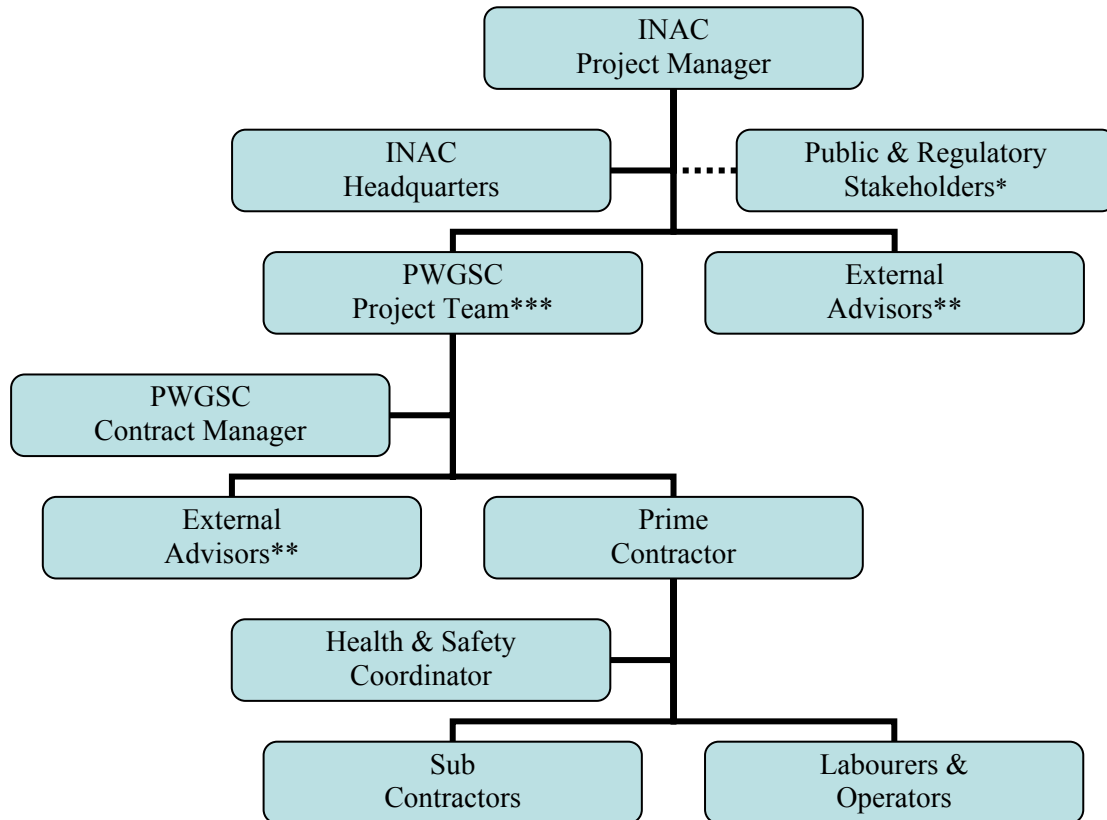 INAC
Project Manager
INAC
Headquarters
Public & Regulatory
Stakeholders*
PWGSC
Project Team***
External
Advisors**
PWGSC
Contract Manager
External
Advisors**
Prime
Contractor
Health & Safety
Coordinator
Sub
Contractors
Labourers &
Operators